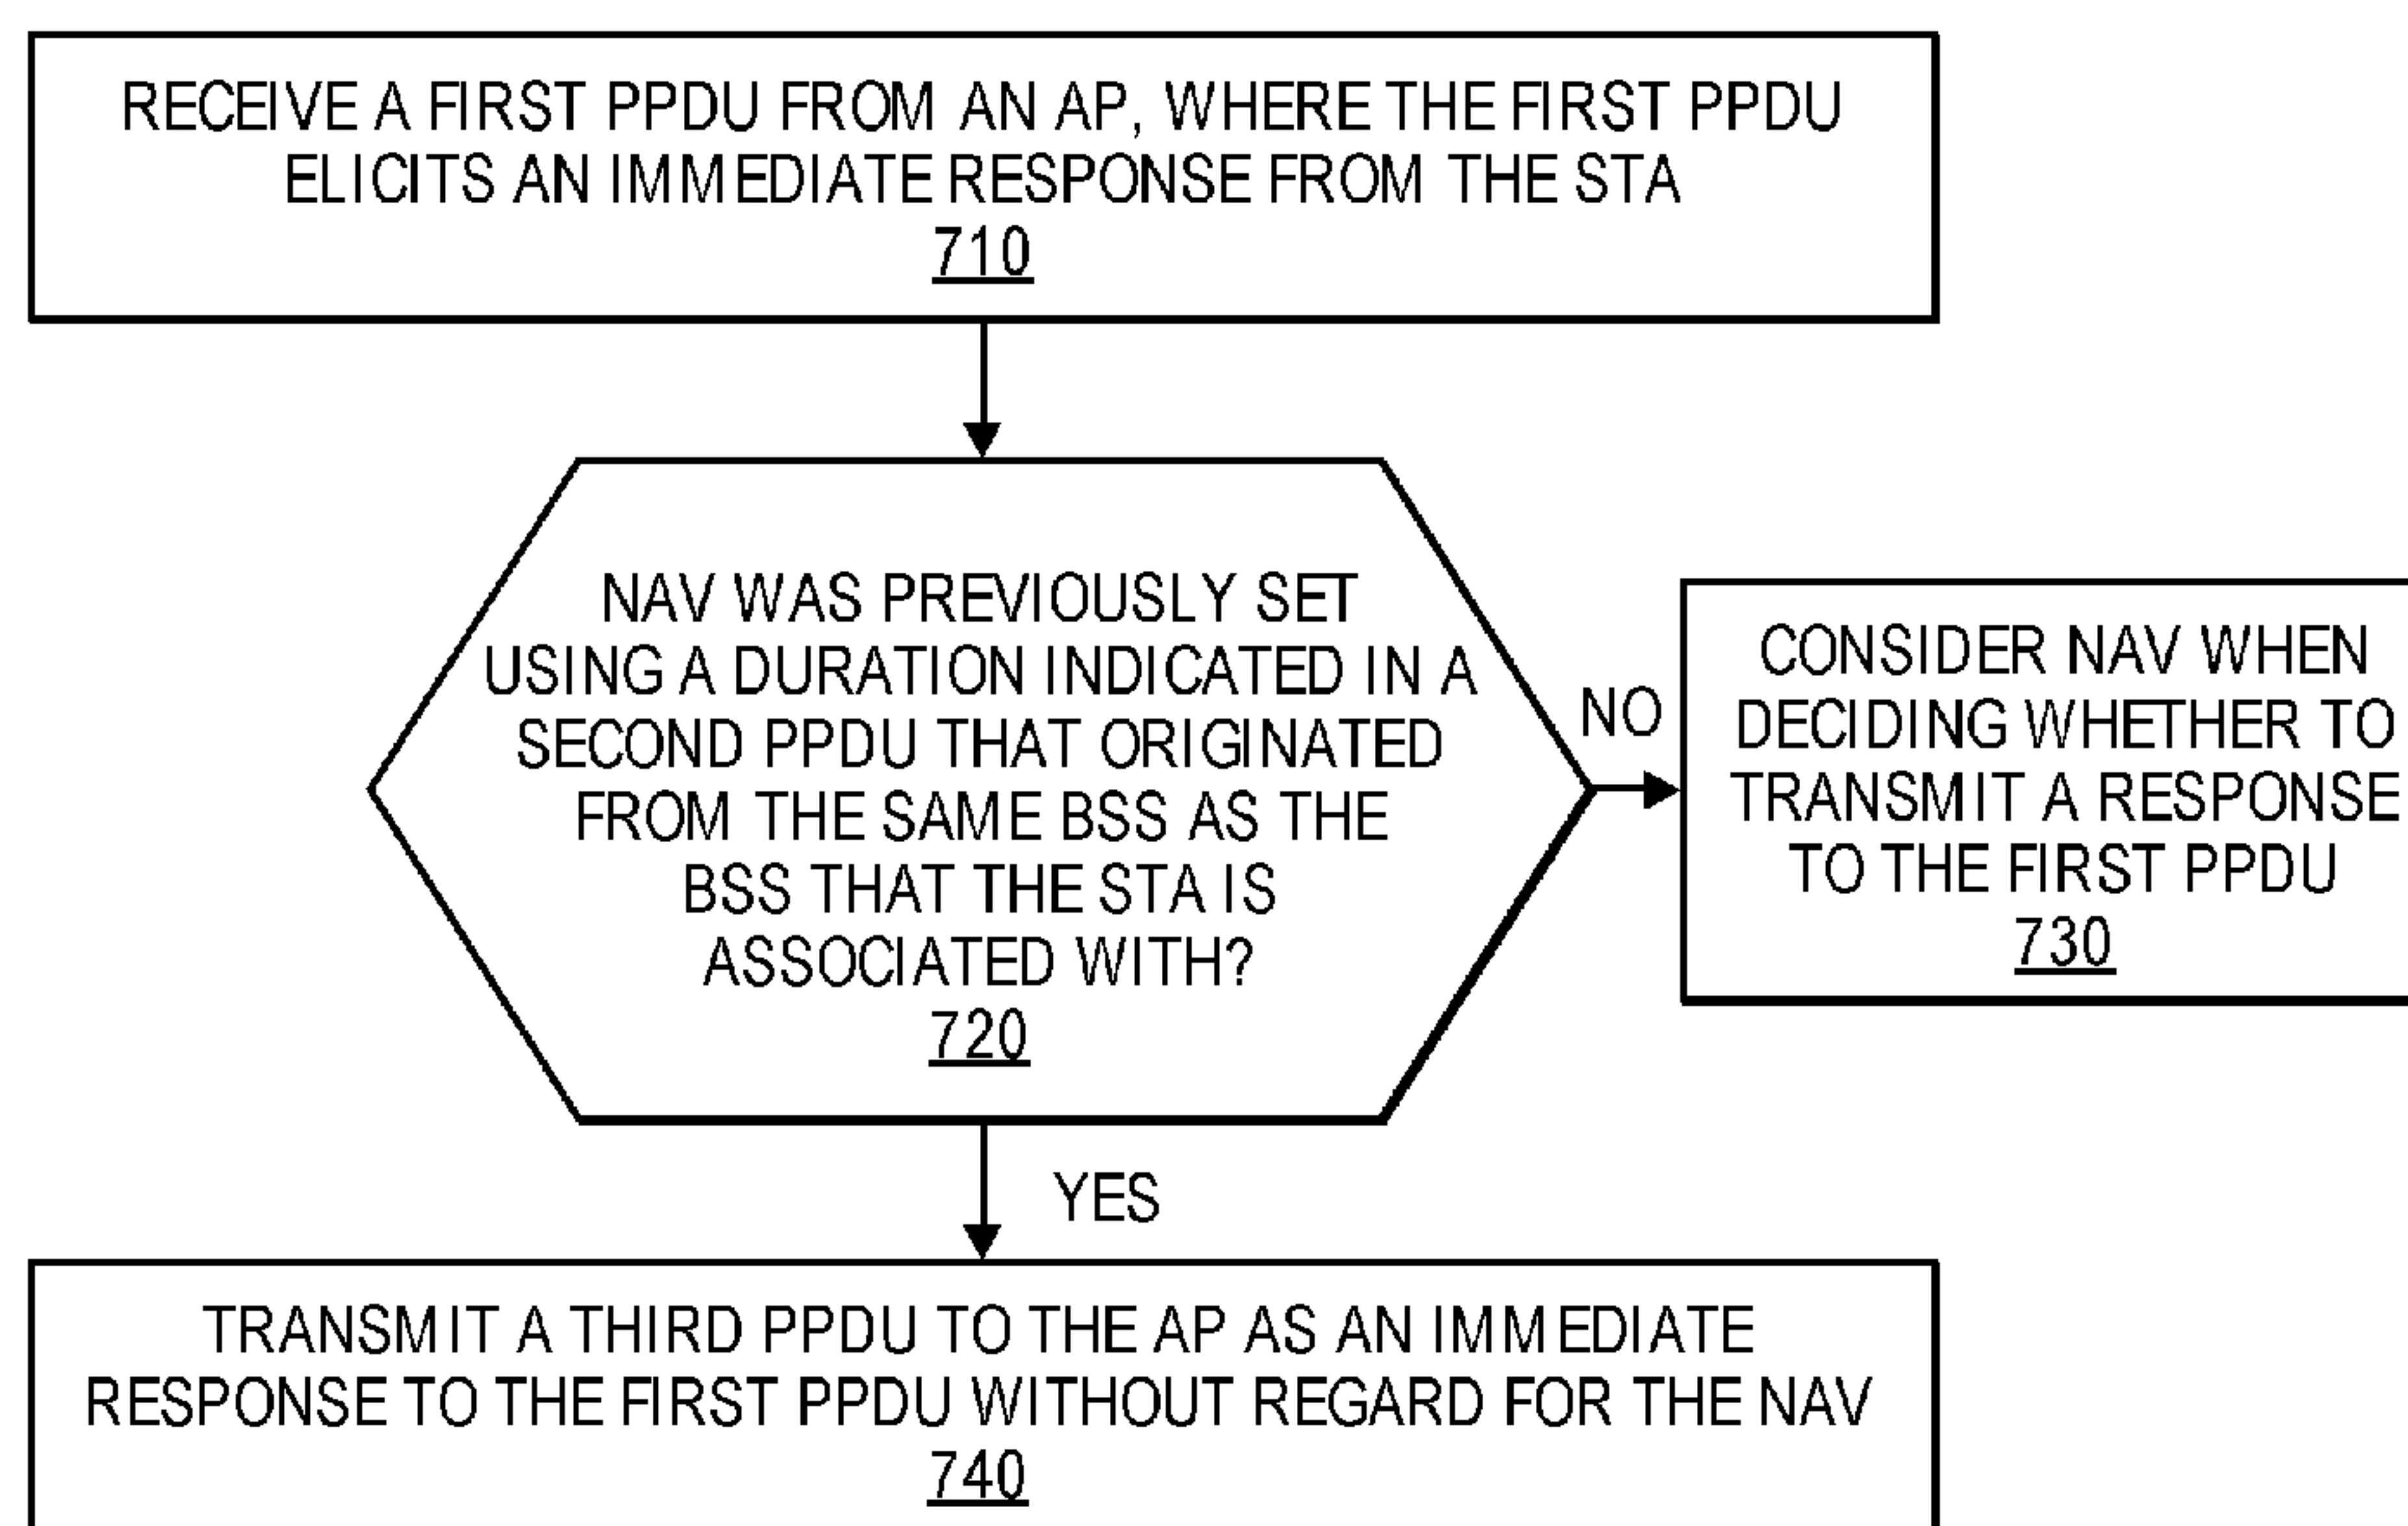 RECEIVE A FIRST PPDU FROM AN AP, WHERE THE FIRST PPDU
ELICITS AN IMMEDIATE RESPONSE FROM THE STA
710
NAV WAS PREVIOUSLY SET
USING A DURATION INDICATED IN A
SECOND PPDU THAT ORIGINATED
FROM THE SAME BSS AS THE
BSS THAT THE STA IS
ASSOCIATED WITH?
720
NO
CONSIDER NAV WHEN
DECIDING WHETHER TO
TRANSMIT A RESPONSE
TO THE FIRST PPDU
730
YES
TRANSMIT A THIRD PPDU TO THE AP AS AN IMMEDIATE
RESPONSE TO THE FIRST PPDU WITHOUT REGARD FOR THE NAV
740